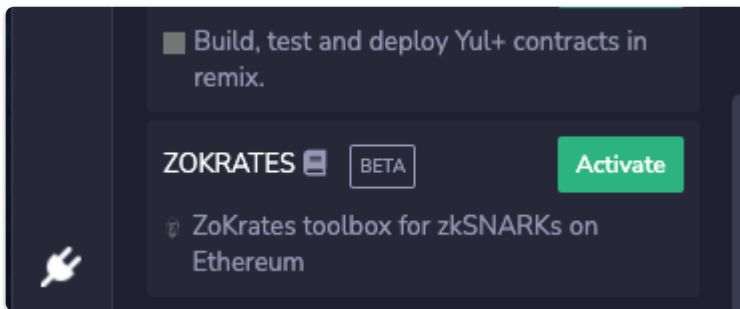 Build, test and deploy Yul+ contracts in
remix.
ZOKRATES BETA Activate
ZoKrates toolbox for zkSNARKs on
Ethereum